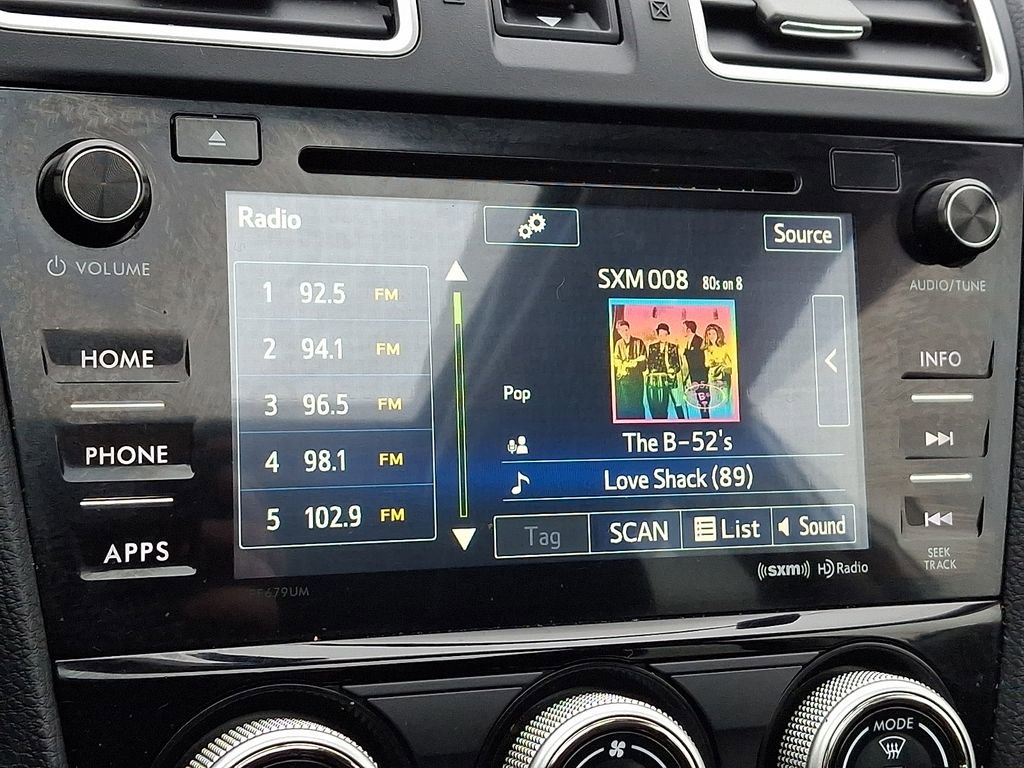 VOLUME
HOME
PHONE
APPS
Radio
Source
1 92.5 FM
2 94.1 FM
3 96.5 FM
4 98.1 FM
5 102.9 FM
SXM 008 80s on 8
Pop
The B-52's
Love Shack (89)
Tag
SCAN
List
Sound
((sxm)) HD Radio
AUDIO/TUNE
INFO
SEEK
TRACK
MODE